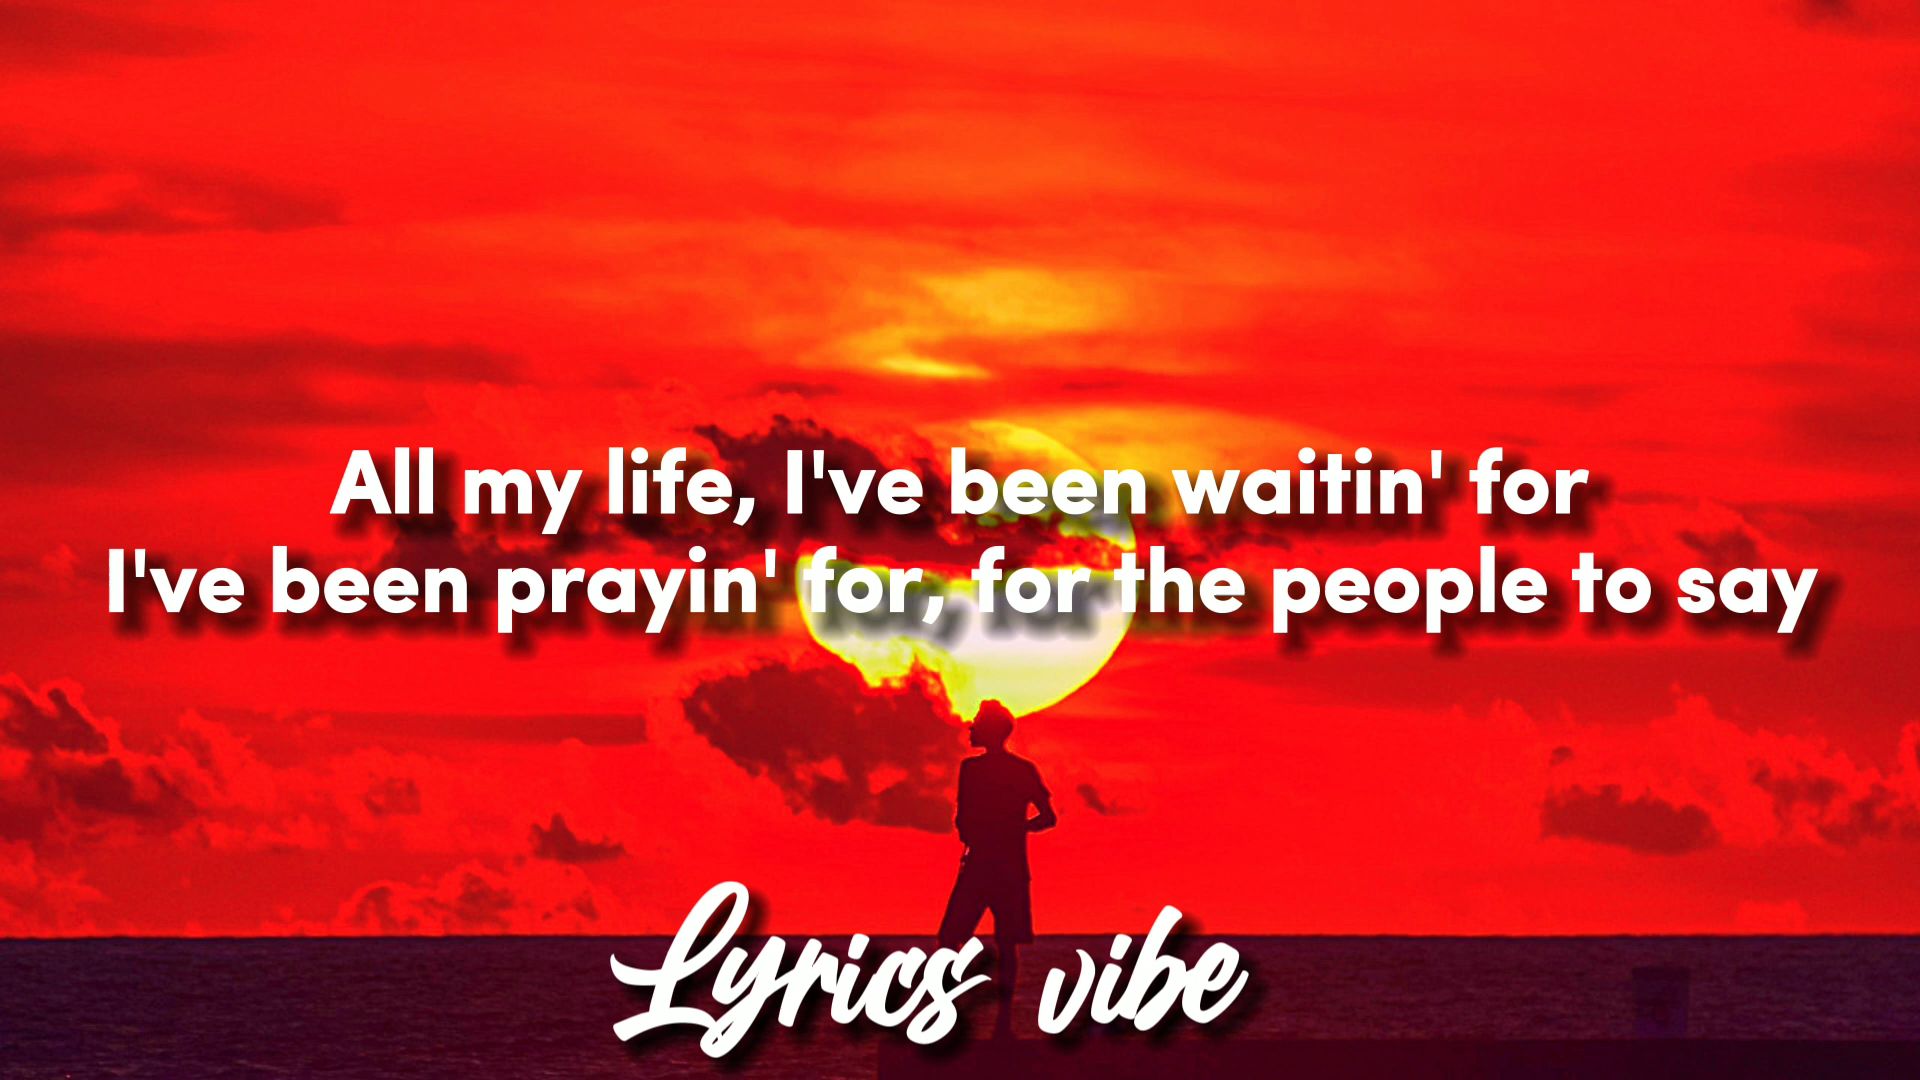 All my life, I've been waitin' for
I've been prayin' for, for the people to say
Lyrics vibe